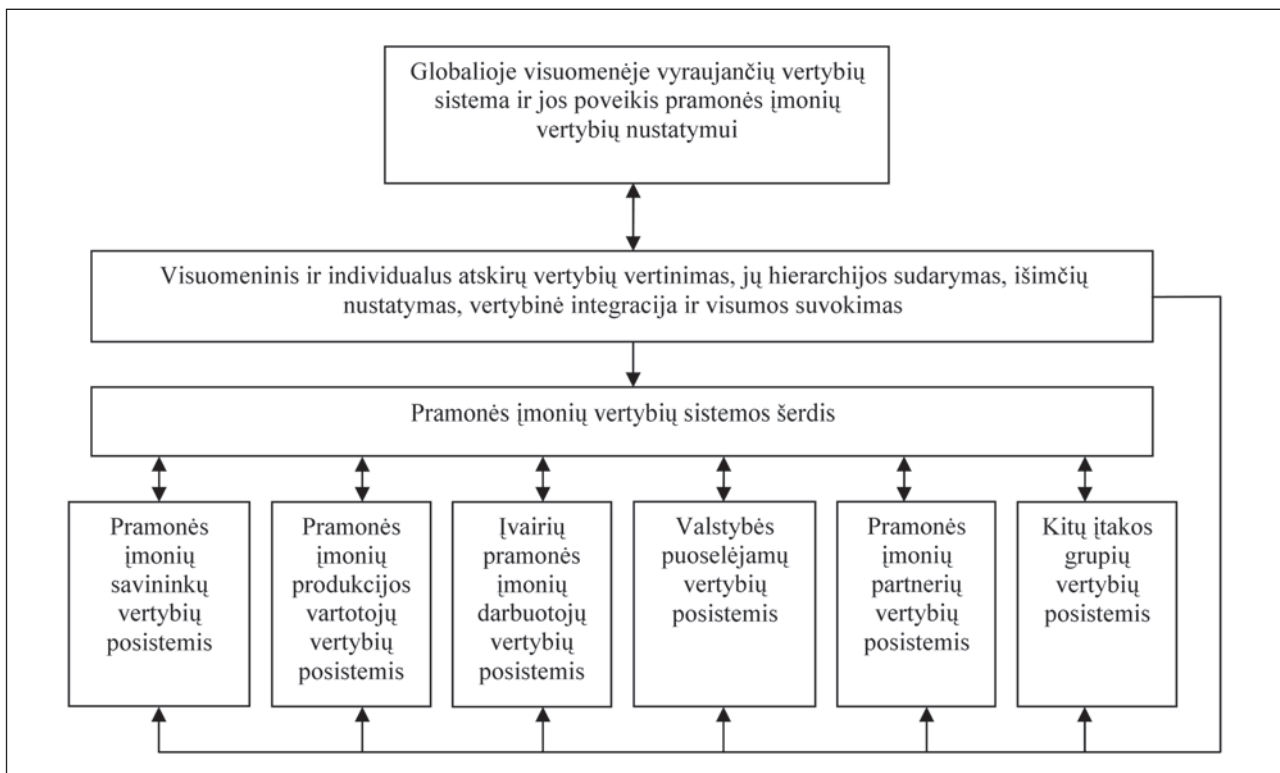 Globalioje visuomenėje vyraujančių vertybių
sistema ir jos poveikis pramonės įmonių
vertybių nustatymui
Visuomeninis ir individualus atskirų vertybių vertinimas, jų hierarchijos sudarymas, išimčių
nustatymas, vertybinė integracija ir visumos suvokimas
Pramonės įmonių vertybių sistemos šerdis
Pramonės
įmonių
savininkų
vertybių
posistemis
Pramonės
įmonių
produkcijos
vartotojų
vertybių
posistemis
Įvairių
pramonės
įmonių
darbuotojų
vertybių
posistemis
Valstybės
puoselėjamų
vertybių
posistemis
Pramonės
įmonių
partnerių
vertybių
posistemis
Kitų įtakos
grupių
vertybių
posistemis